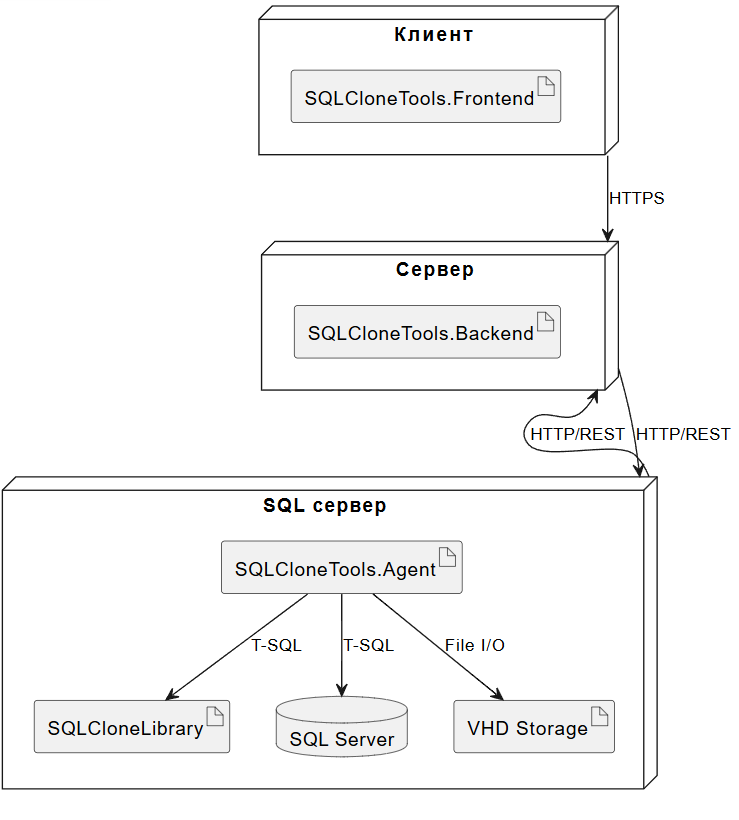 Клиент
SQLCloneTools.Frontend
HTTPS
Сервер
SQLCloneTools.Backend
HTTP/REST
HTTP/REST
SQL сервер
SQLCloneTools.Agent
T-SQL
T-SQL
File I/O
SQLCloneLibrary
SQL Server
VHD Storage